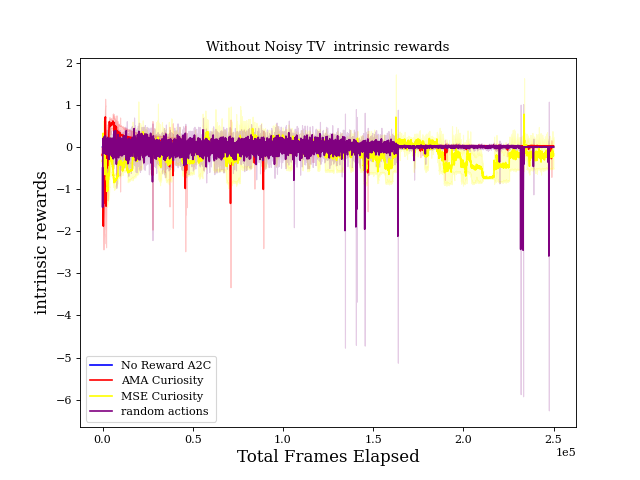 Without Noisy TV intrinsic rewards
2
1
0
−1
−2
−3
−4
−5
−6
intrinsic rewards
No Reward A2C
AMA Curiosity
MSE Curiosity
random actions
0.0 0.5 1.0 1.5 2.0 2.5
1e5
Total Frames Elapsed